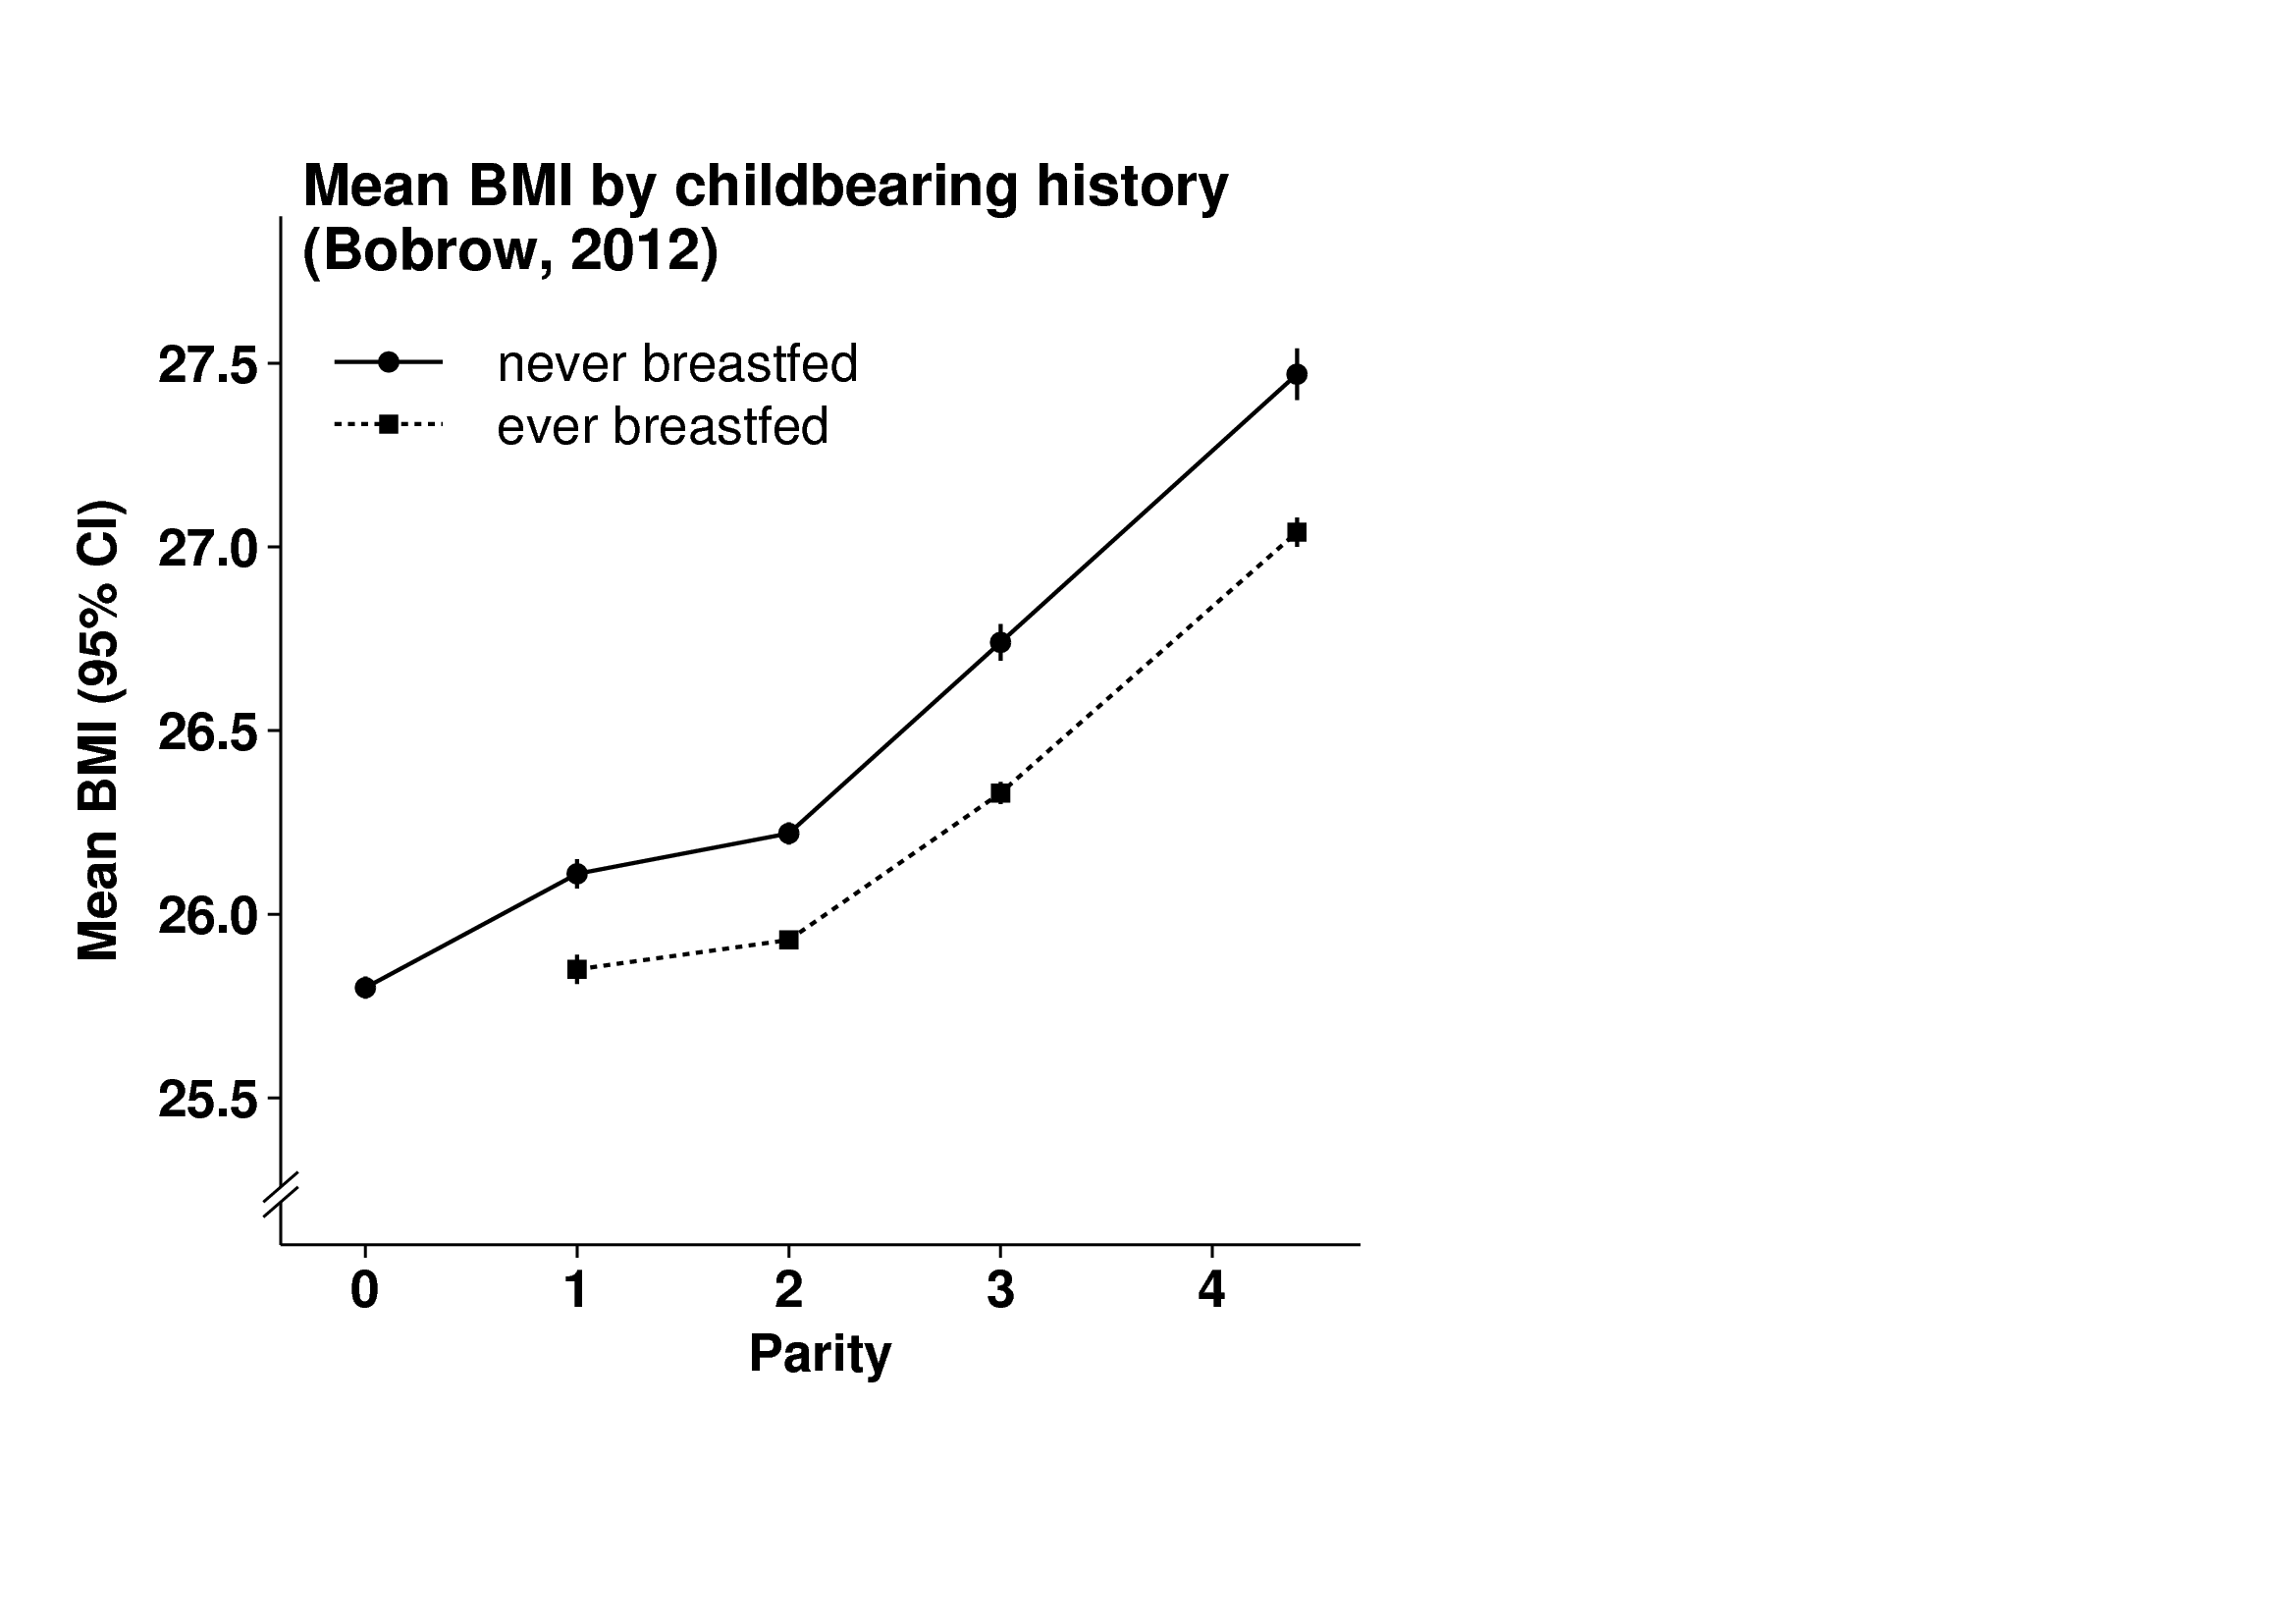 Mean BMI by childbearing history
(Bobrow, 2012)
never breastfed
ever breastfed
Mean BMI (95% CI)
27.5
27.0
26.5
26.0
25.5
0 1 2 3 4
Parity